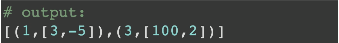 # output:
[(1,[3,-5]),(3,[100,2])]